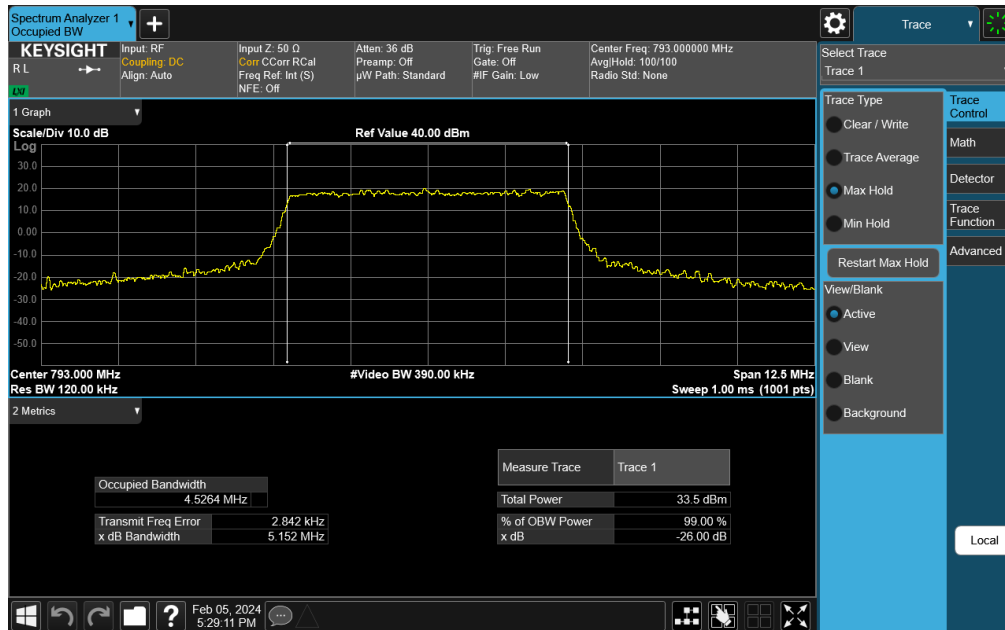 Spectrum Analyzer 1
Occupied BW
KEYSIGHT
R L
LXI
Input: RF
Coupling: DC
Align: Auto
Input Z: 50 Ω
Corr CCorr RCal
Freq Ref: Int (S)
NFE: Off
Atten: 36 dB
Preamp: Off
µW Path: Standard
Trig: Free Run
Gate: Off
#IF Gain: Low
Center Freq: 793.000000 MHz
Avg|Hold: 100/100
Radio Std: None
1 Graph
Scale/Div 10.0 dB
Ref Value 40.00 dBm
Log
30.0
20.0
10.0
0.00
-10.0
-20.0
-30.0
-40.0
-50.0
Center 793.000 MHz
#Video BW 390.00 kHz
Span 12.5 MHz
Res BW 120.00 kHz
Sweep 1.00 ms (1001 pts)
2 Metrics
Occupied Bandwidth
4.5264 MHz
Transmit Freq Error 2.842 kHz
x dB Bandwidth 5.152 MHz
Measure Trace Trace 1
Total Power 33.5 dBm
% of OBW Power 99.00 %
x dB -26.00 dB
Feb 05, 2024
5:29:11 PM
Trace
Select Trace
Trace 1
Trace Type
Clear / Write
Trace Average
Max Hold
Min Hold
Restart Max Hold
View/Blank
Active
View
Blank
Background
Trace
Control
Math
Detector
Trace
Function
Advanced
Local